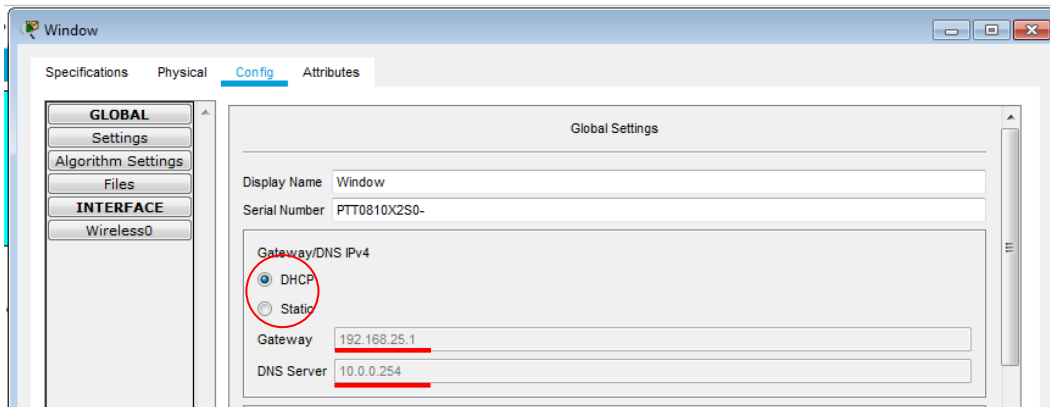 Window
Specifications Physical Config Attributes
GLOBAL
Settings
Algorithm Settings
Files
INTERFACE
Wireless0
Global Settings
Display Name Window
Serial Number PTT0810X2S0-
Gateway/DNS IPv4
DHCP
Static
Gateway 192.168.25.1
DNS Server 10.0.0.254